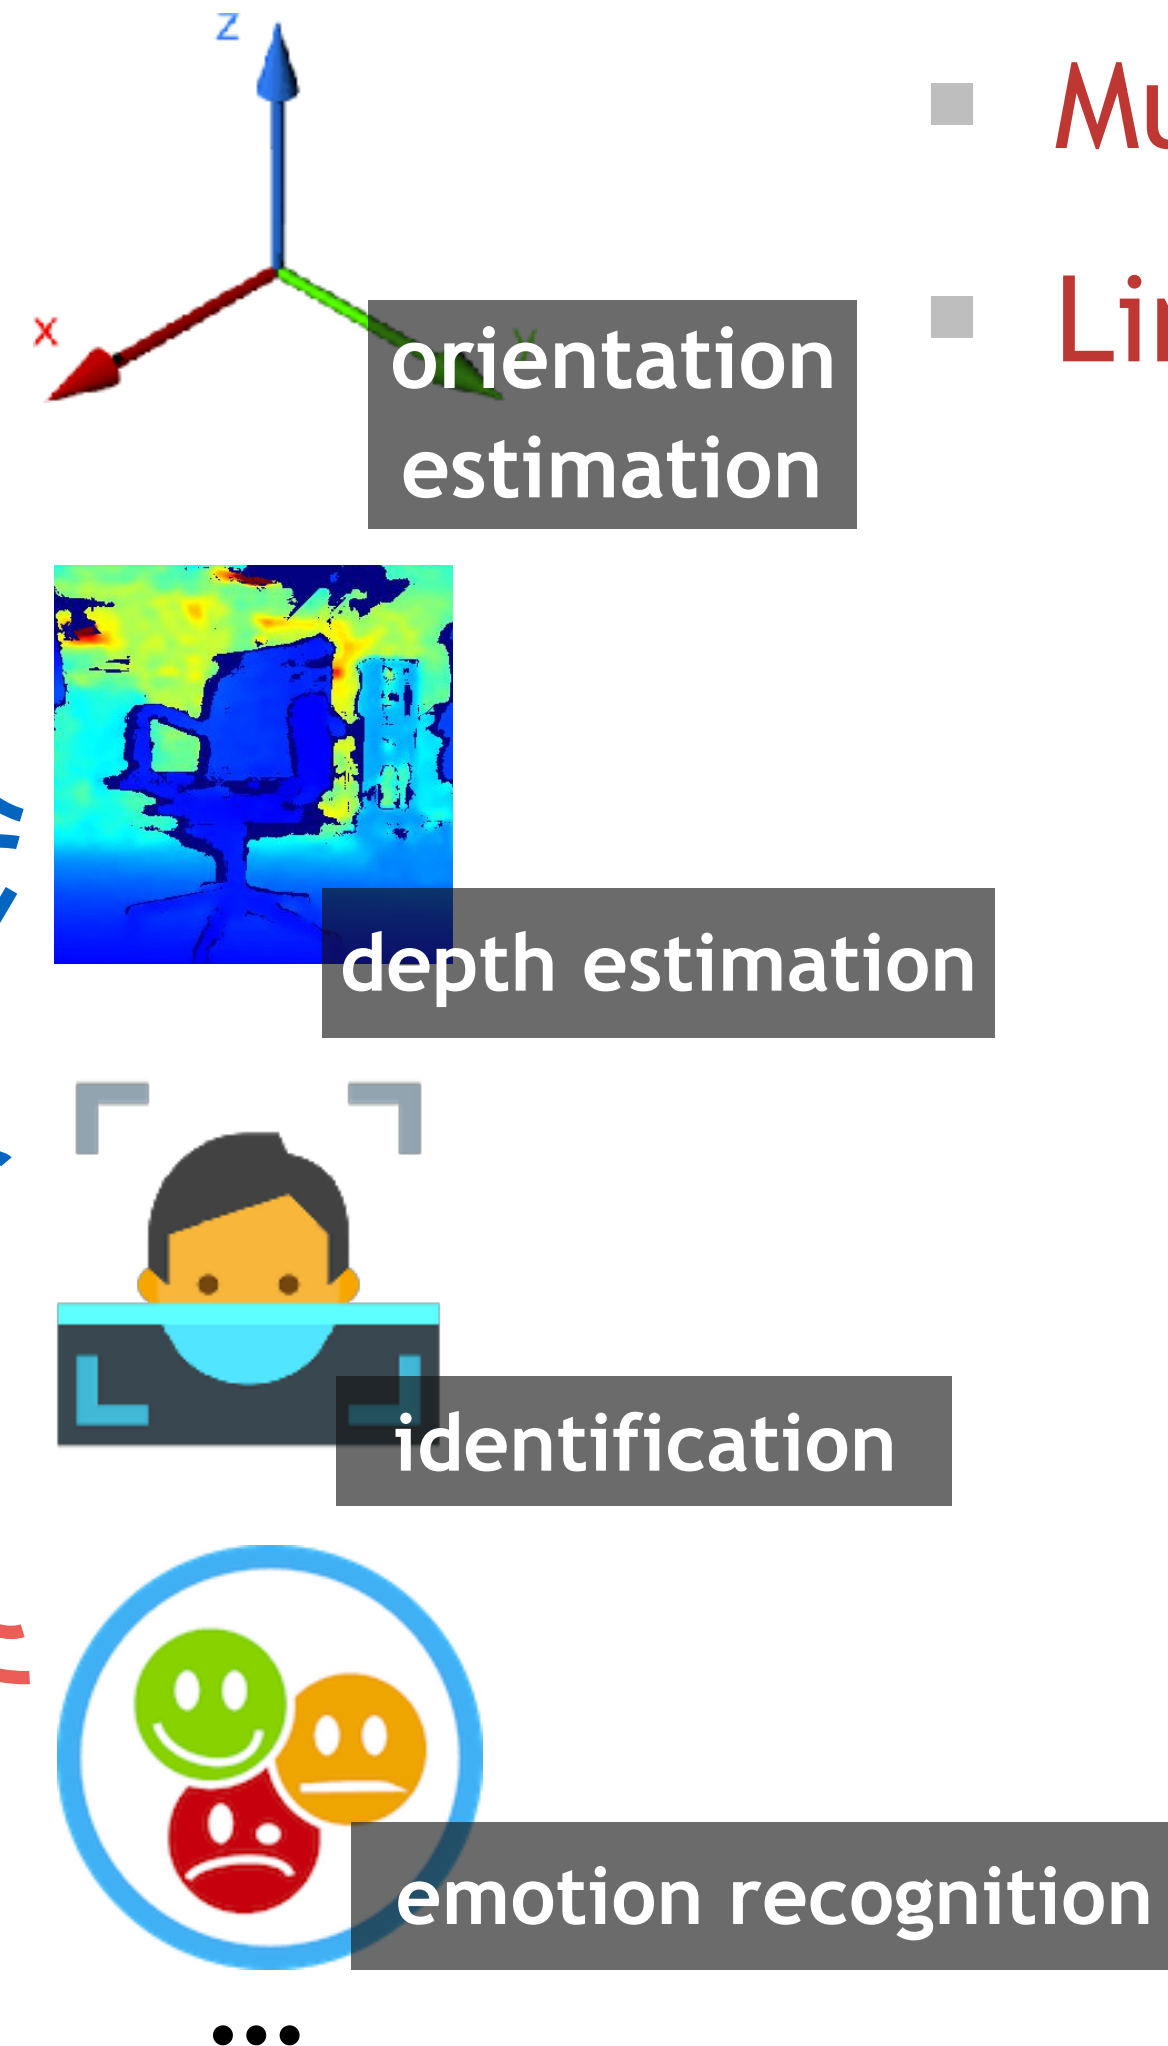 Z
X
Y
orientation
estimation
depth estimation
identification
emotion recognition
...